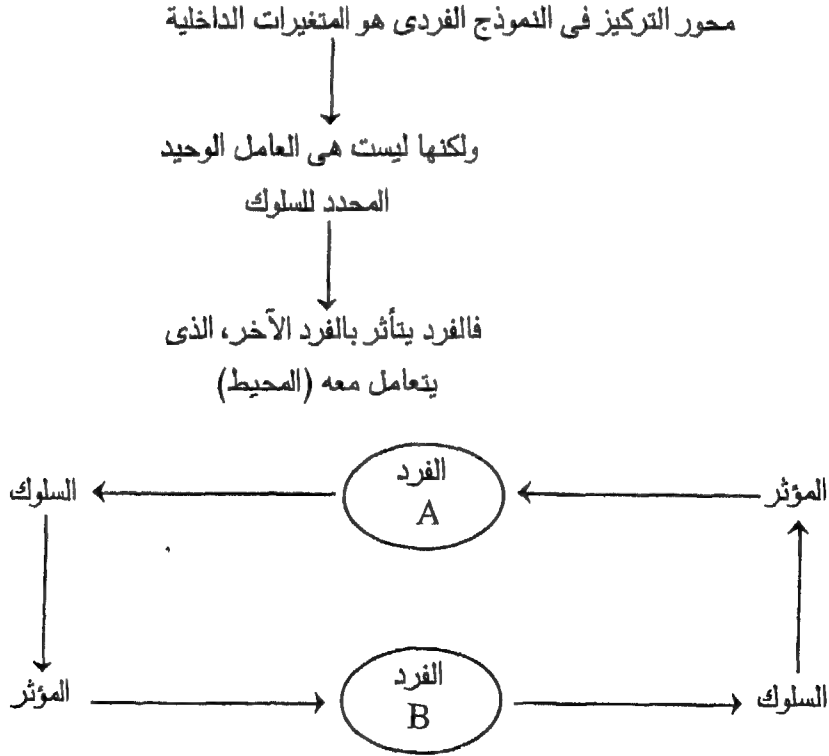 محور التركيز فى النموذج الفردى هو المتغيرات الداخلية
ولكنها ليست هى العامل الوحيد
المحدد للسلوك
فالفرد يتأثر بالفرد الآخر، الذى
يتعامل معه (المحيط)
المؤثر
الفرد
A
السلوك
المؤثر
الفرد
B
السلوك